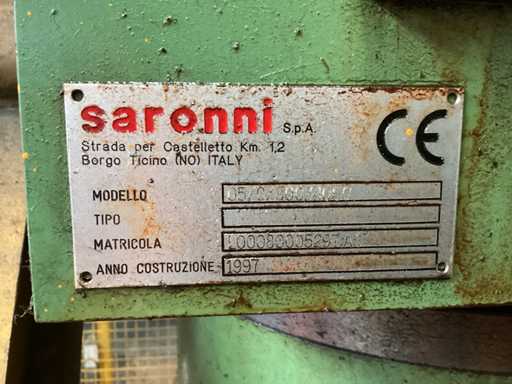 saronni S.p.A.
Strada per Castelletto Km. 1,2
Borgo Ticino (NO) ITALY
CE
MODELLO
TIPO
MATRICOLA
ANNO COSTRUZIONE 1997